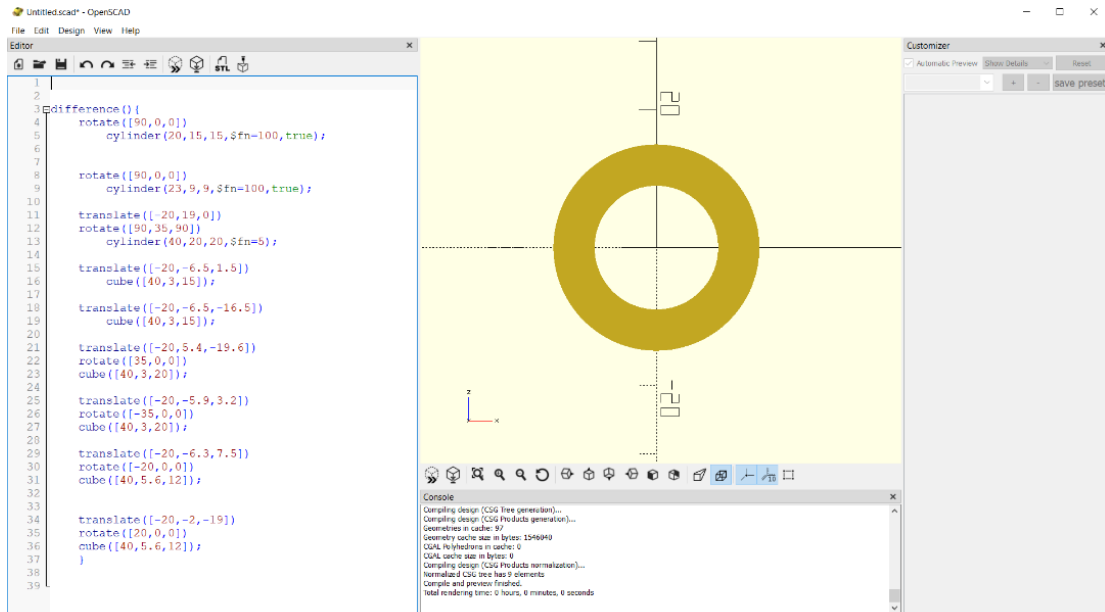 Untitled.scad* - OpenSCAD
File Edit Design View Help
Editor
STL
1
2
3 difference(){
4 rotate([90,0,0])
5 cylinder(20,15,15,$fn=100,true);
6
7
8 rotate([90,0,0])
9 cylinder(23,9,9,$fn=100,true);
10
11 translate([-20,19,0])
12 rotate([90,35,90])
13 cylinder(40,20,20,$fn=5);
14
15 translate([-20,-6.5,1.5])
16 cube([40,3,15]);
17
18 translate([-20,-6.5,-16.5])
19 cube([40,3,15]);
20
21 translate([-20,5.4,-19.6])
22 rotate([35,0,0])
23 cube([40,3,20]);
24
25 translate([-20,-5.9,3.2])
26 rotate([-35,0,0])
27 cube([40,3,20]);
28
29 translate([-20,-6.3,7.5])
30 rotate([-20,0,0])
31 cube([40,5.6,12]);
32
33
34 translate([-20,-2,-19])
35 rotate([20,0,0])
36 cube([40,5.6,12]);
37 }
38
39
20
-20
z
x
10
Console
Compiling design (CSG Tree generation)...
Compiling design (CSG Products generation)...
Geometries in cache: 97
Geometry cache size in bytes: 1546040
CGAL Polyhedrons in cache: 0
CGAL cache size in bytes: 0
Compiling design (CSG Products normalization)...
Normalized CSG tree has 9 elements
Compile and preview finished.
Total rendering time: 0 hours, 0 minutes, 0 seconds
Customizer
Automatic Preview Show Details Reset
+ - save preset